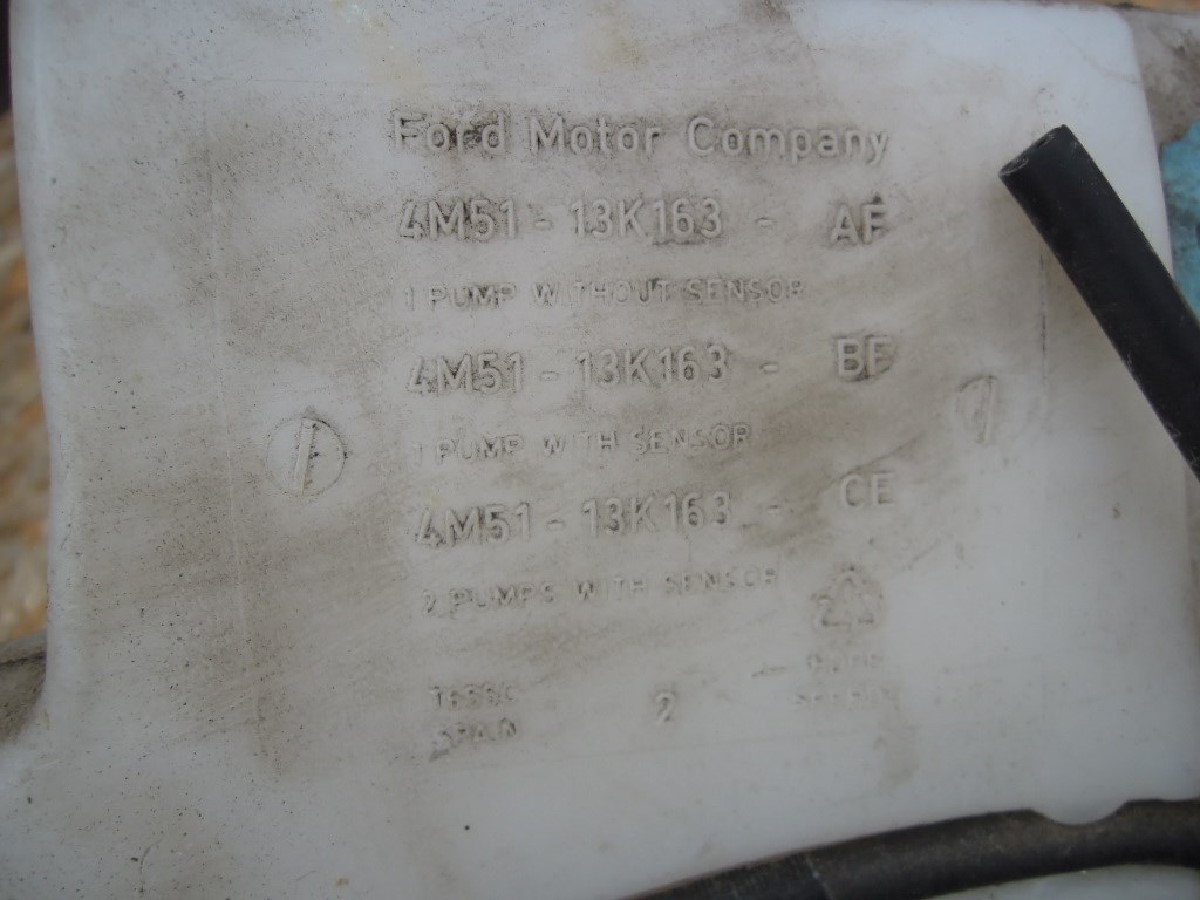 Ford Motor Company
4M51 - 13K163 - AF
1 PUMP WITHOUT SENSOR
4M51 - 13K163 - BF
1 PUMP WITH SENSOR
4M51 - 13K163 - CE
2 PUMPS WITH SENSOR
2
SPAIN